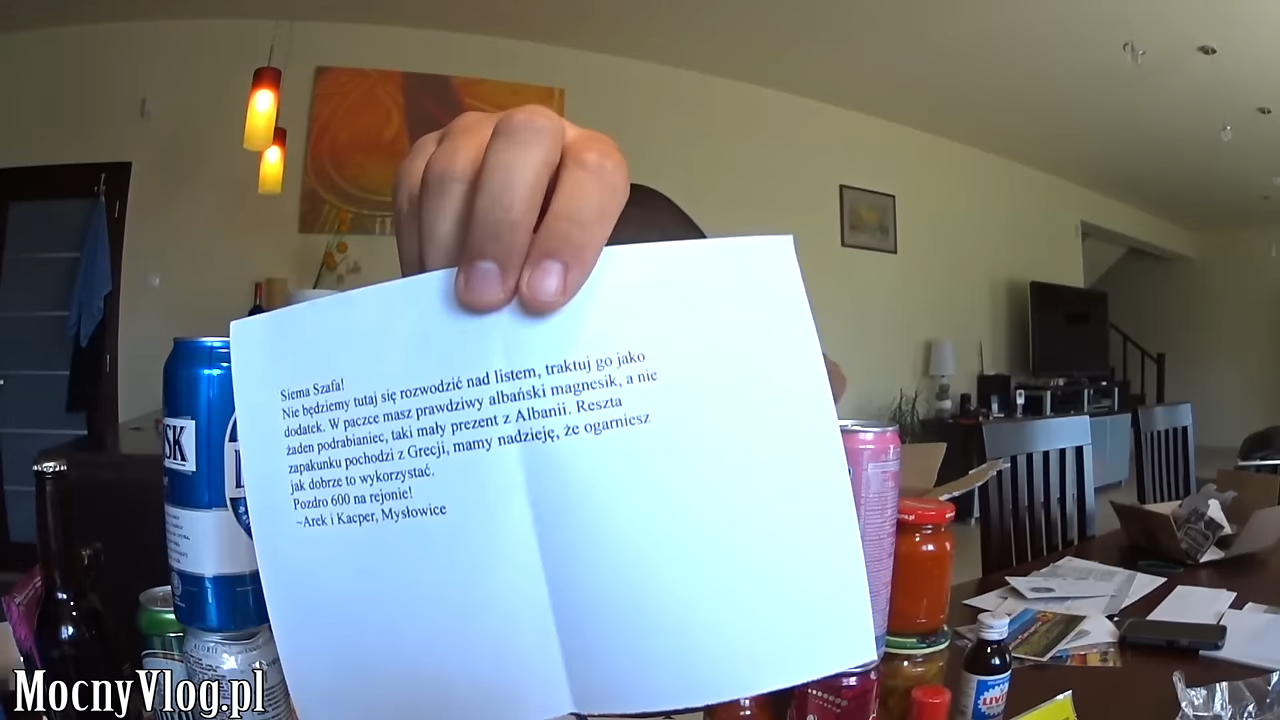 Siema Szafa!
Nie będziemy tutaj się rozwodzić nad listem, traktuj go jako
dodatek. W paczce masz prawdziwy albański magnesik, a nie
żaden podrabianiec, taki mały prezent z Albanii. Reszta
zapakunku pochodzi z Grecji, mamy nadzieję, że ogarniesz
jak dobrze to wykorzystać.
Pozdro 600 na rejonie!
~Arek i Kacper, Mysłowice
SK
LIV
MocnyVlog.pl